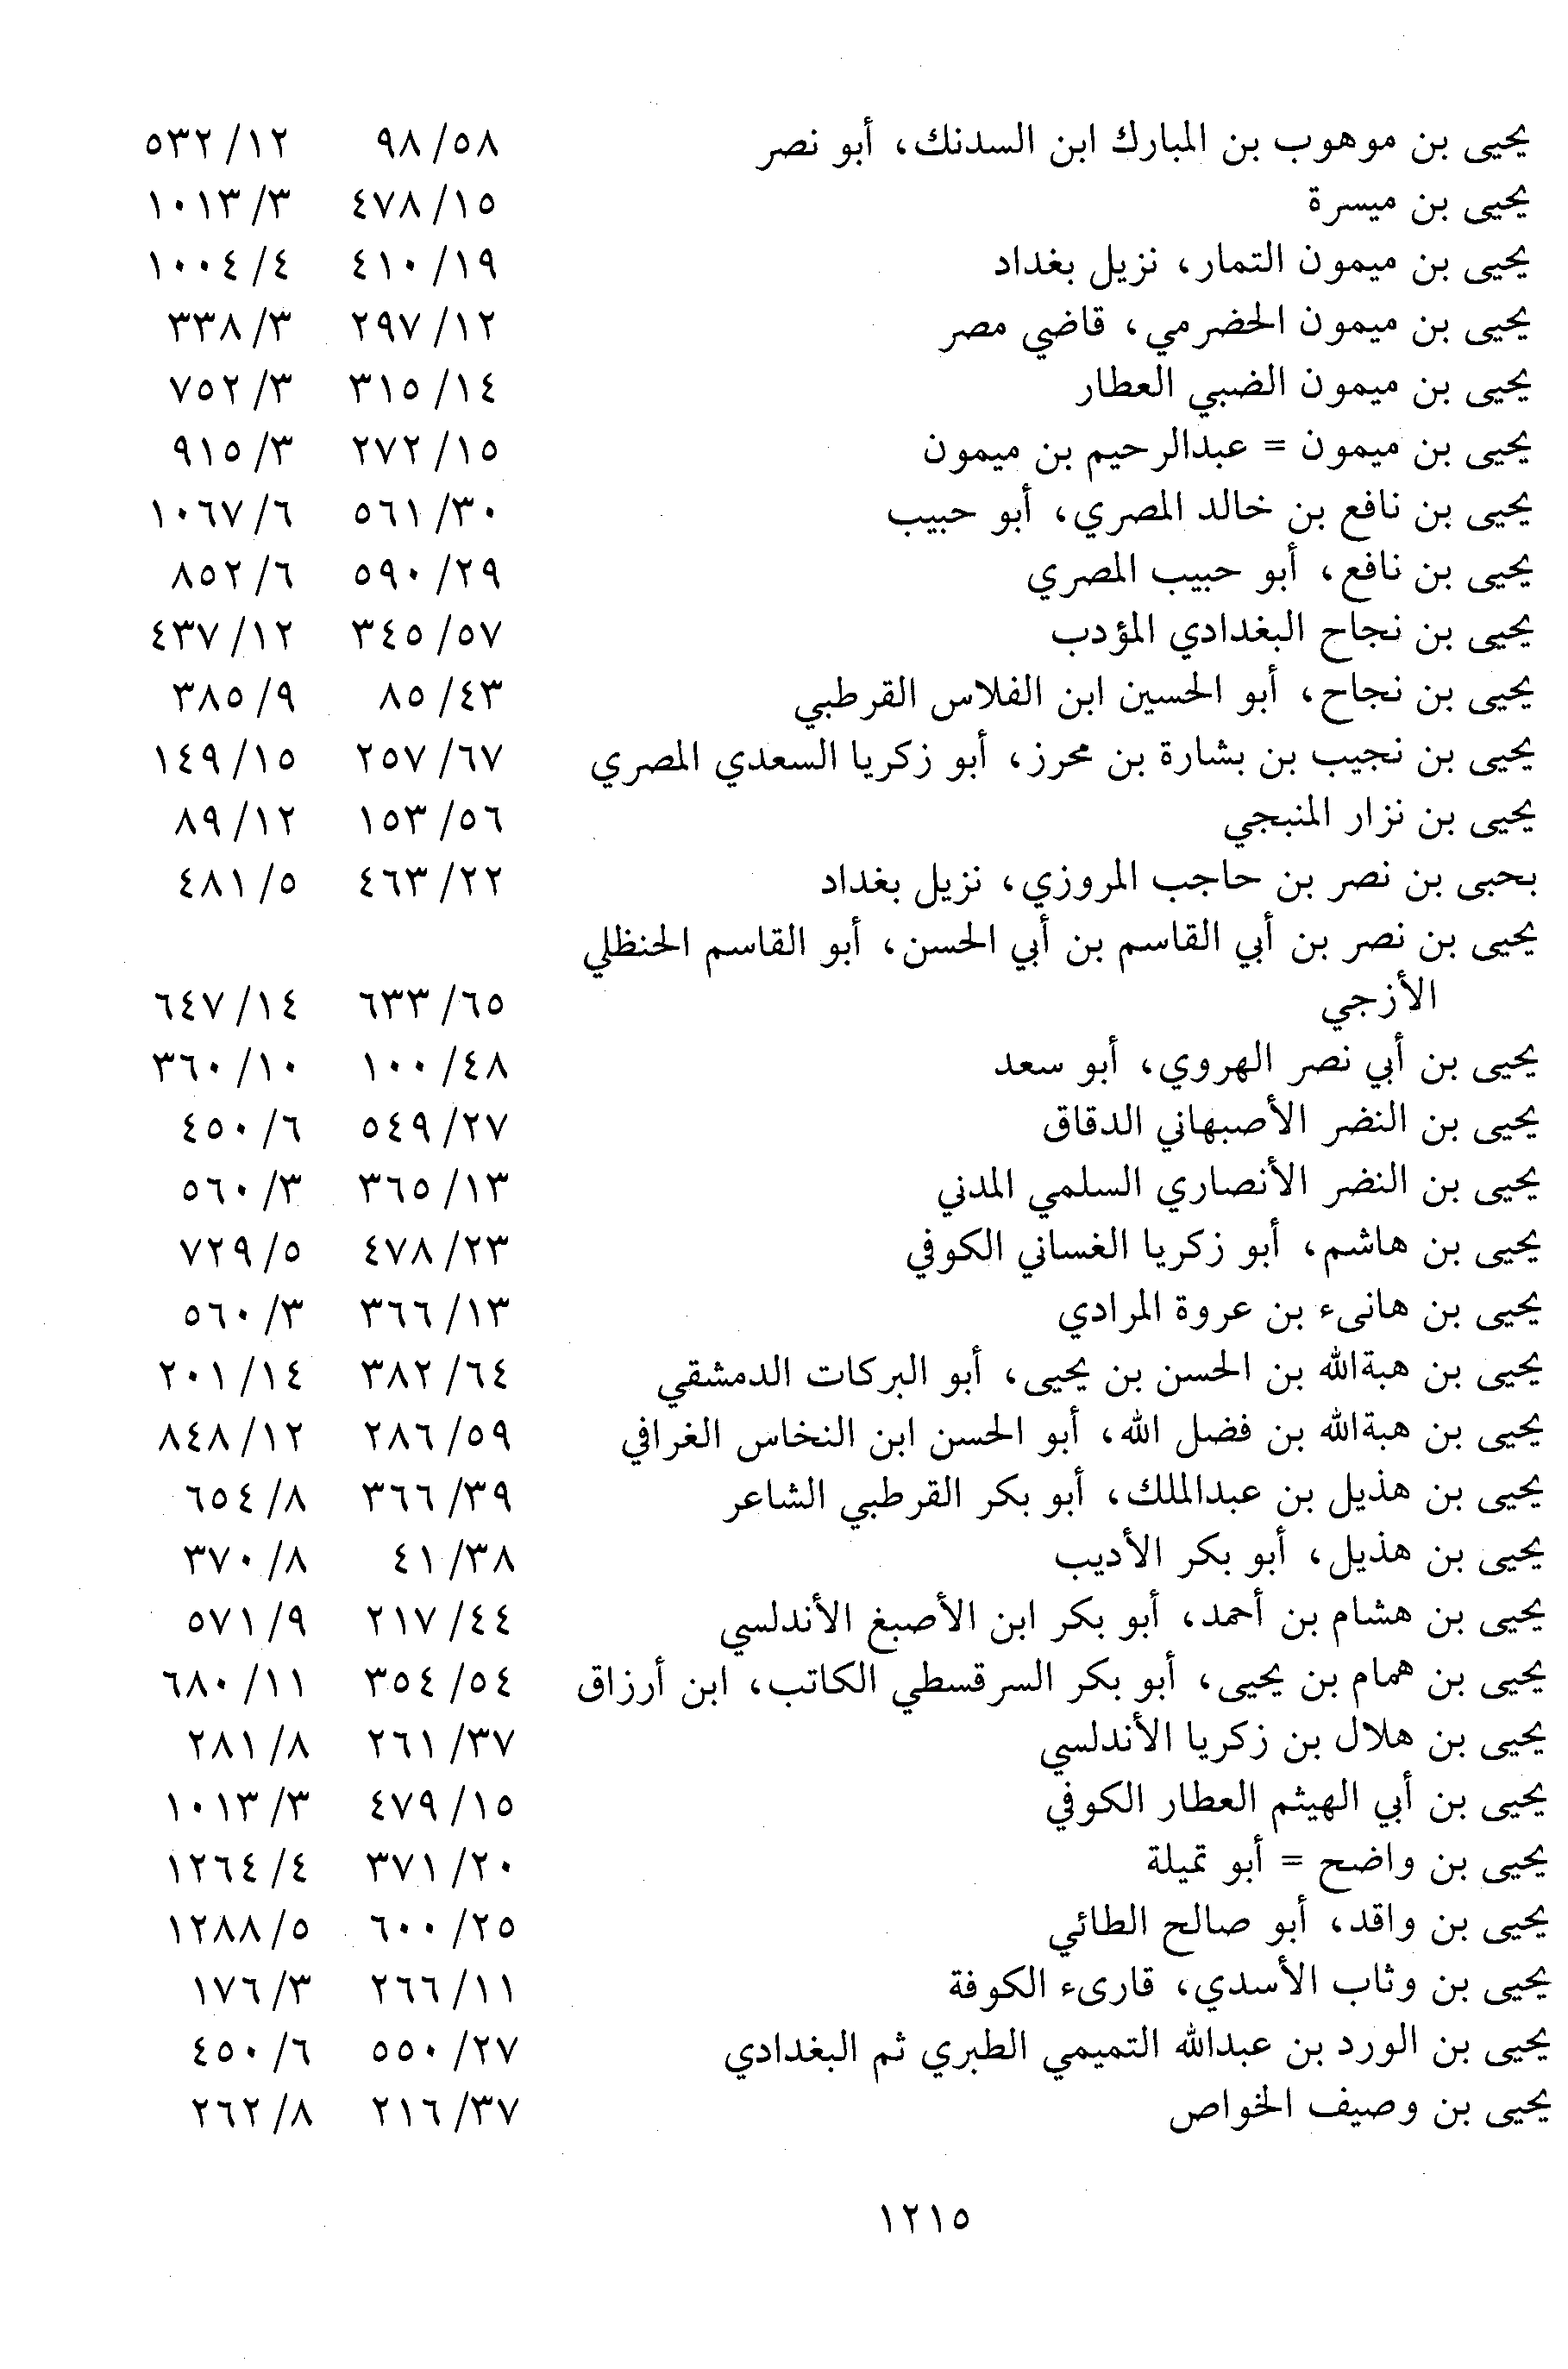 يحيى بن موهوب بن المبارك ابن السدنك، أبو نصر ٥٨/ ٩٨ ١٢/ ٥٣٢
يحيى بن ميسرة ١٥/ ٤٧٨ ٣/ ١٠١٣
يحيى بن ميمون التمار، نزيل بغداد ١٩/ ٤١٠ ٤/ ١٠٠٤
يحيى بن ميمون الحضرمي، قاضي مصر ١٢/ ٢٩٧ ٣/ ٣٣٨
يحيى بن ميمون الضبي العطار ١٤/ ٣١٥ ٣/ ٧٥٢
يحيى بن ميمون = عبدالرحيم بن ميمون ١٥/ ٢٧٢ ٣/ ٩١٥
يحيى بن نافع بن خالد المصري، أبو حبيب ٣٠/ ٥٦١ ٦/ ١٠٦٧
يحيى بن نافع، أبو حبيب المصري ٢٩/ ٥٩٠ ٦/ ٨٥٢
يحيى بن نجاح البغدادي المؤدب ٥٧/ ٣٤٥ ١٢/ ٤٣٧
يحيى بن نجاح، أبو الحسين ابن الفلاس القرطبي ٤٣/ ٨٥ ٩/ ٣٨٥
يحيى بن نجيب بن بشارة بن محرز، أبو زكريا السعدي المصري ٦٧/ ٢٥٧ ١٥/ ١٤٩
يحيى بن نزار المنبجي ٥٦/ ١٥٣ ١٢/ ٨٩
يحيى بن نصر بن حاجب المروزي، نزيل بغداد ٢٢/ ٤٦٣ ٥/ ٤٨١
يحيى بن نصر بن أبي القاسم بن أبي الحسن، أبو القاسم الحنظلي
الأزجي ٦٥/ ٦٣٣ ١٤/ ٦٤٧
يحيى بن أبي نصر الهروي، أبو سعد ٤٨/ ١٠٠ ١٠/ ٣٦٠
يحيى بن النضر الأصبهاني الدقاق ٢٧/ ٥٤٩ ٦/ ٤٥٠
يحيى بن النضر الأنصاري السلمي المدني ١٣/ ٣٦٥ ٣/ ٥٦٠
يحيى بن هاشم، أبو زكريا الغساني الكوفي ٢٣/ ٤٧٨ ٥/ ٧٢٩
يحيى بن هانىء بن عروة المرادي ١٣/ ٣٦٦ ٣/ ٥٦٠
يحيى بن هبةالله بن الحسن بن يحيى، أبو البركات الدمشقي ٦٤/ ٣٨٢ ١٤/ ٢٠١
يحيى بن هبةالله بن فضل الله، أبو الحسن ابن النخاس الغرافي ٥٩/ ٢٨٦ ١٢/ ٨٤٨
يحيى بن هذيل بن عبدالملك، أبو بكر القرطبي الشاعر ٣٩/ ٣٦٦ ٨/ ٦٥٤
يحيى بن هذيل، أبو بكر الأديب ٣٨/ ٤١ ٨/ ٣٧٠
يحيى بن هشام بن أحمد، أبو بكر ابن الأصبغ الأندلسي ٤٤/ ٢١٧ ٩/ ٥٧١
يحيى بن همام بن يحيى، أبو بكر السرقسطي الكاتب، ابن أرزاق ٥٤/ ٣٥٤ ١١/ ٦٨٠
يحيى بن هلال بن زكريا الأندلسي ٣٧/ ٢٦١ ٨/ ٢٨١
يحيى بن أبي الهيثم العطار الكوفي ١٥/ ٤٧٩ ٣/ ١٠١٣
يحيى بن واضح = أبو تميلة ٢٠/ ٣٧١ ٤/ ١٢٦٤
يحيى بن واقد، أبو صالح الطائي ٢٥/ ٦٠٠ ٥/ ١٢٨٨
يحيى بن وثاب الأسدي، قارىء الكوفة ١١/ ٢٦٦ ٣/ ١٧٦
يحيى بن الورد بن عبدالله التميمي الطبري ثم البغدادي ٢٧/ ٥٥٠ ٦/ ٤٥٠
يحيى بن وصيف الخواص ٣٧/ ٢١٦ ٨/ ٢٦٢
١٢١٥